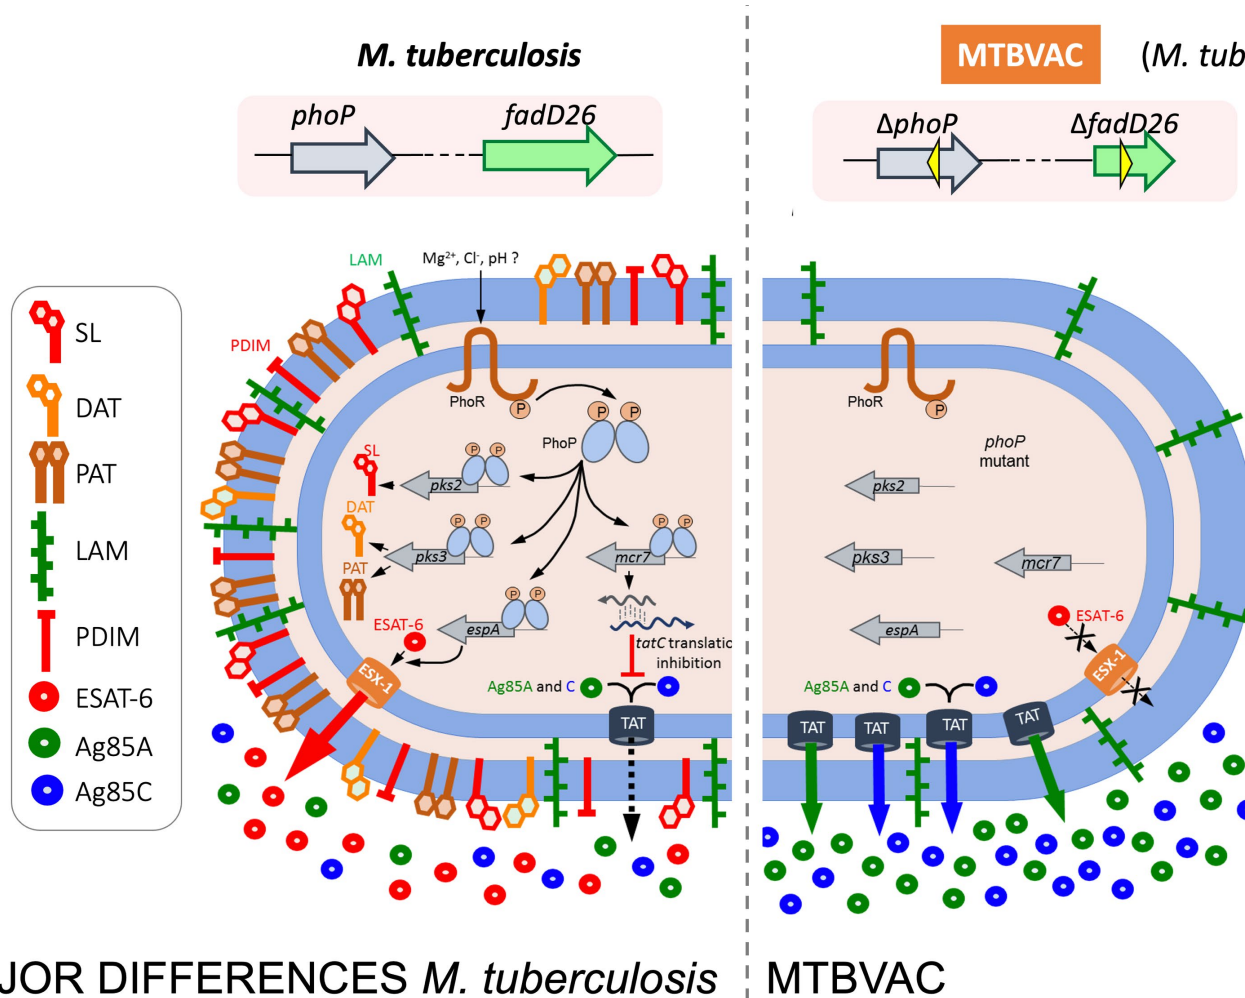 M. tuberculosis
phoP
fadD26
MTBVAC
(M. tub
ΔphoP
ΔfadD26
SL
DAT
PAT
LAM
PDIM
ESAT-6
Ag85A
Ag85C
LAM
Mg²⁺, Cl⁻, pH ?
PDIM
PhoR
P
P P
PhoP
SL
P P
pks2
DAT
P P
pks3
PAT
P P
mcr7
P P
espA
ESAT-6
ESX-1
tatC translatio
inhibition
Ag85A and C
TAT
PhoR
P
phoP
mutant
pks2
pks3
mcr7
espA
ESAT-6
ESX-1
Ag85A and C
TAT
TAT
TAT
TAT
JOR DIFFERENCES M. tuberculosis
MTBVAC